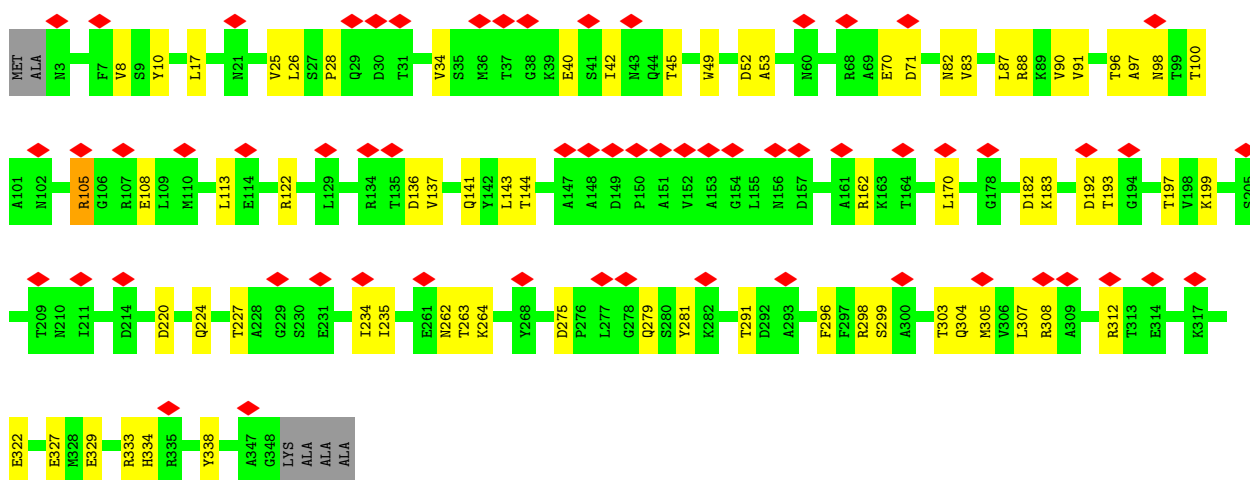 MET ALA N3 F7 V8 S9 Y10 L17 N21 V25 L26 S27 P28 Q29 D30 T31 V34 S35 M36 T37 G38 K39 E40 S41 I42 N43 Q44 T45 W49 D52 A53 N60 R68 A69 E70 D71 N82 V83 L87 R88 K89 V90 V91 T96 A97 N98 T99 T100
A101 N102 R105 G106 R107 E108 L109 M110 L113 E114 R122 L129 R134 T135 D136 V137 Q141 Y142 L143 T144 A147 A148 D149 P150 A151 V152 A153 G154 L155 N156 D157 A161 R162 K163 T164 L170 G178 D182 K183 D192 T193 G194 T197 V198 K199 S205
T209 N210 I211 D214 D220 Q224 T227 A228 G229 S230 E231 I234 I235 E261 N262 T263 K264 Y268 D275 P276 L277 G278 Q279 S280 Y281 K282 T291 D292 A293 F296 F297 R298 S299 A300 T303 Q304 M305 V306 L307 R308 A309 R312 T313 E314 K317
E322 E327 M328 E329 R333 H334 R335 Y338 A347 G348 LYS ALA ALA ALA